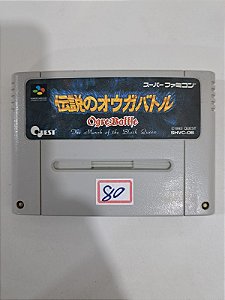 スーパーファミコン
伝説のオウガバトル
Ogre Battle
The March of the Black Queen
QUEST
©1993 QUEST
SHVC-OB
80